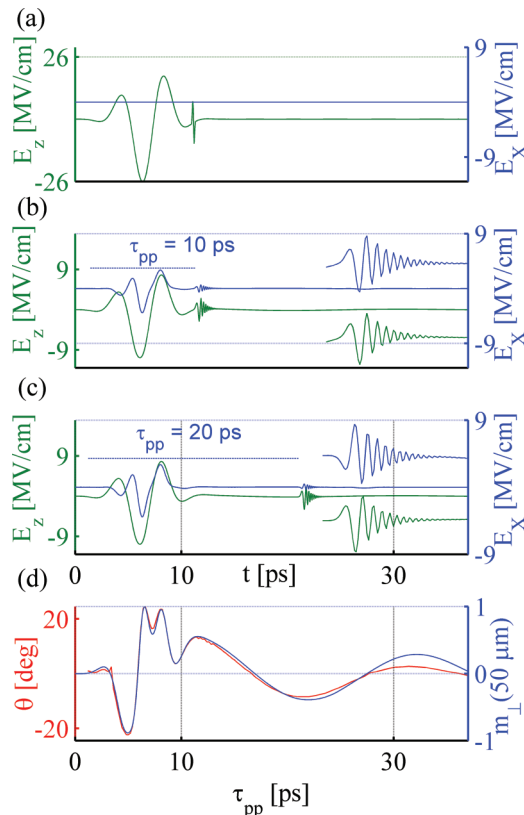 (a)
26
9
E_z [MV/cm]
E_X [MV/cm]
-9
-26
(b)
τ_pp = 10 ps
9
9
E_z [MV/cm]
E_X [MV/cm]
-9
-9
(c)
τ_pp = 20 ps
9
9
E_z [MV/cm]
E_X [MV/cm]
-9
-9
0 10 t [ps] 30
(d)
20
1
θ [deg]
0
m_⊥ (50 μm)
-20
-1
0 10 30
τ_pp [ps]